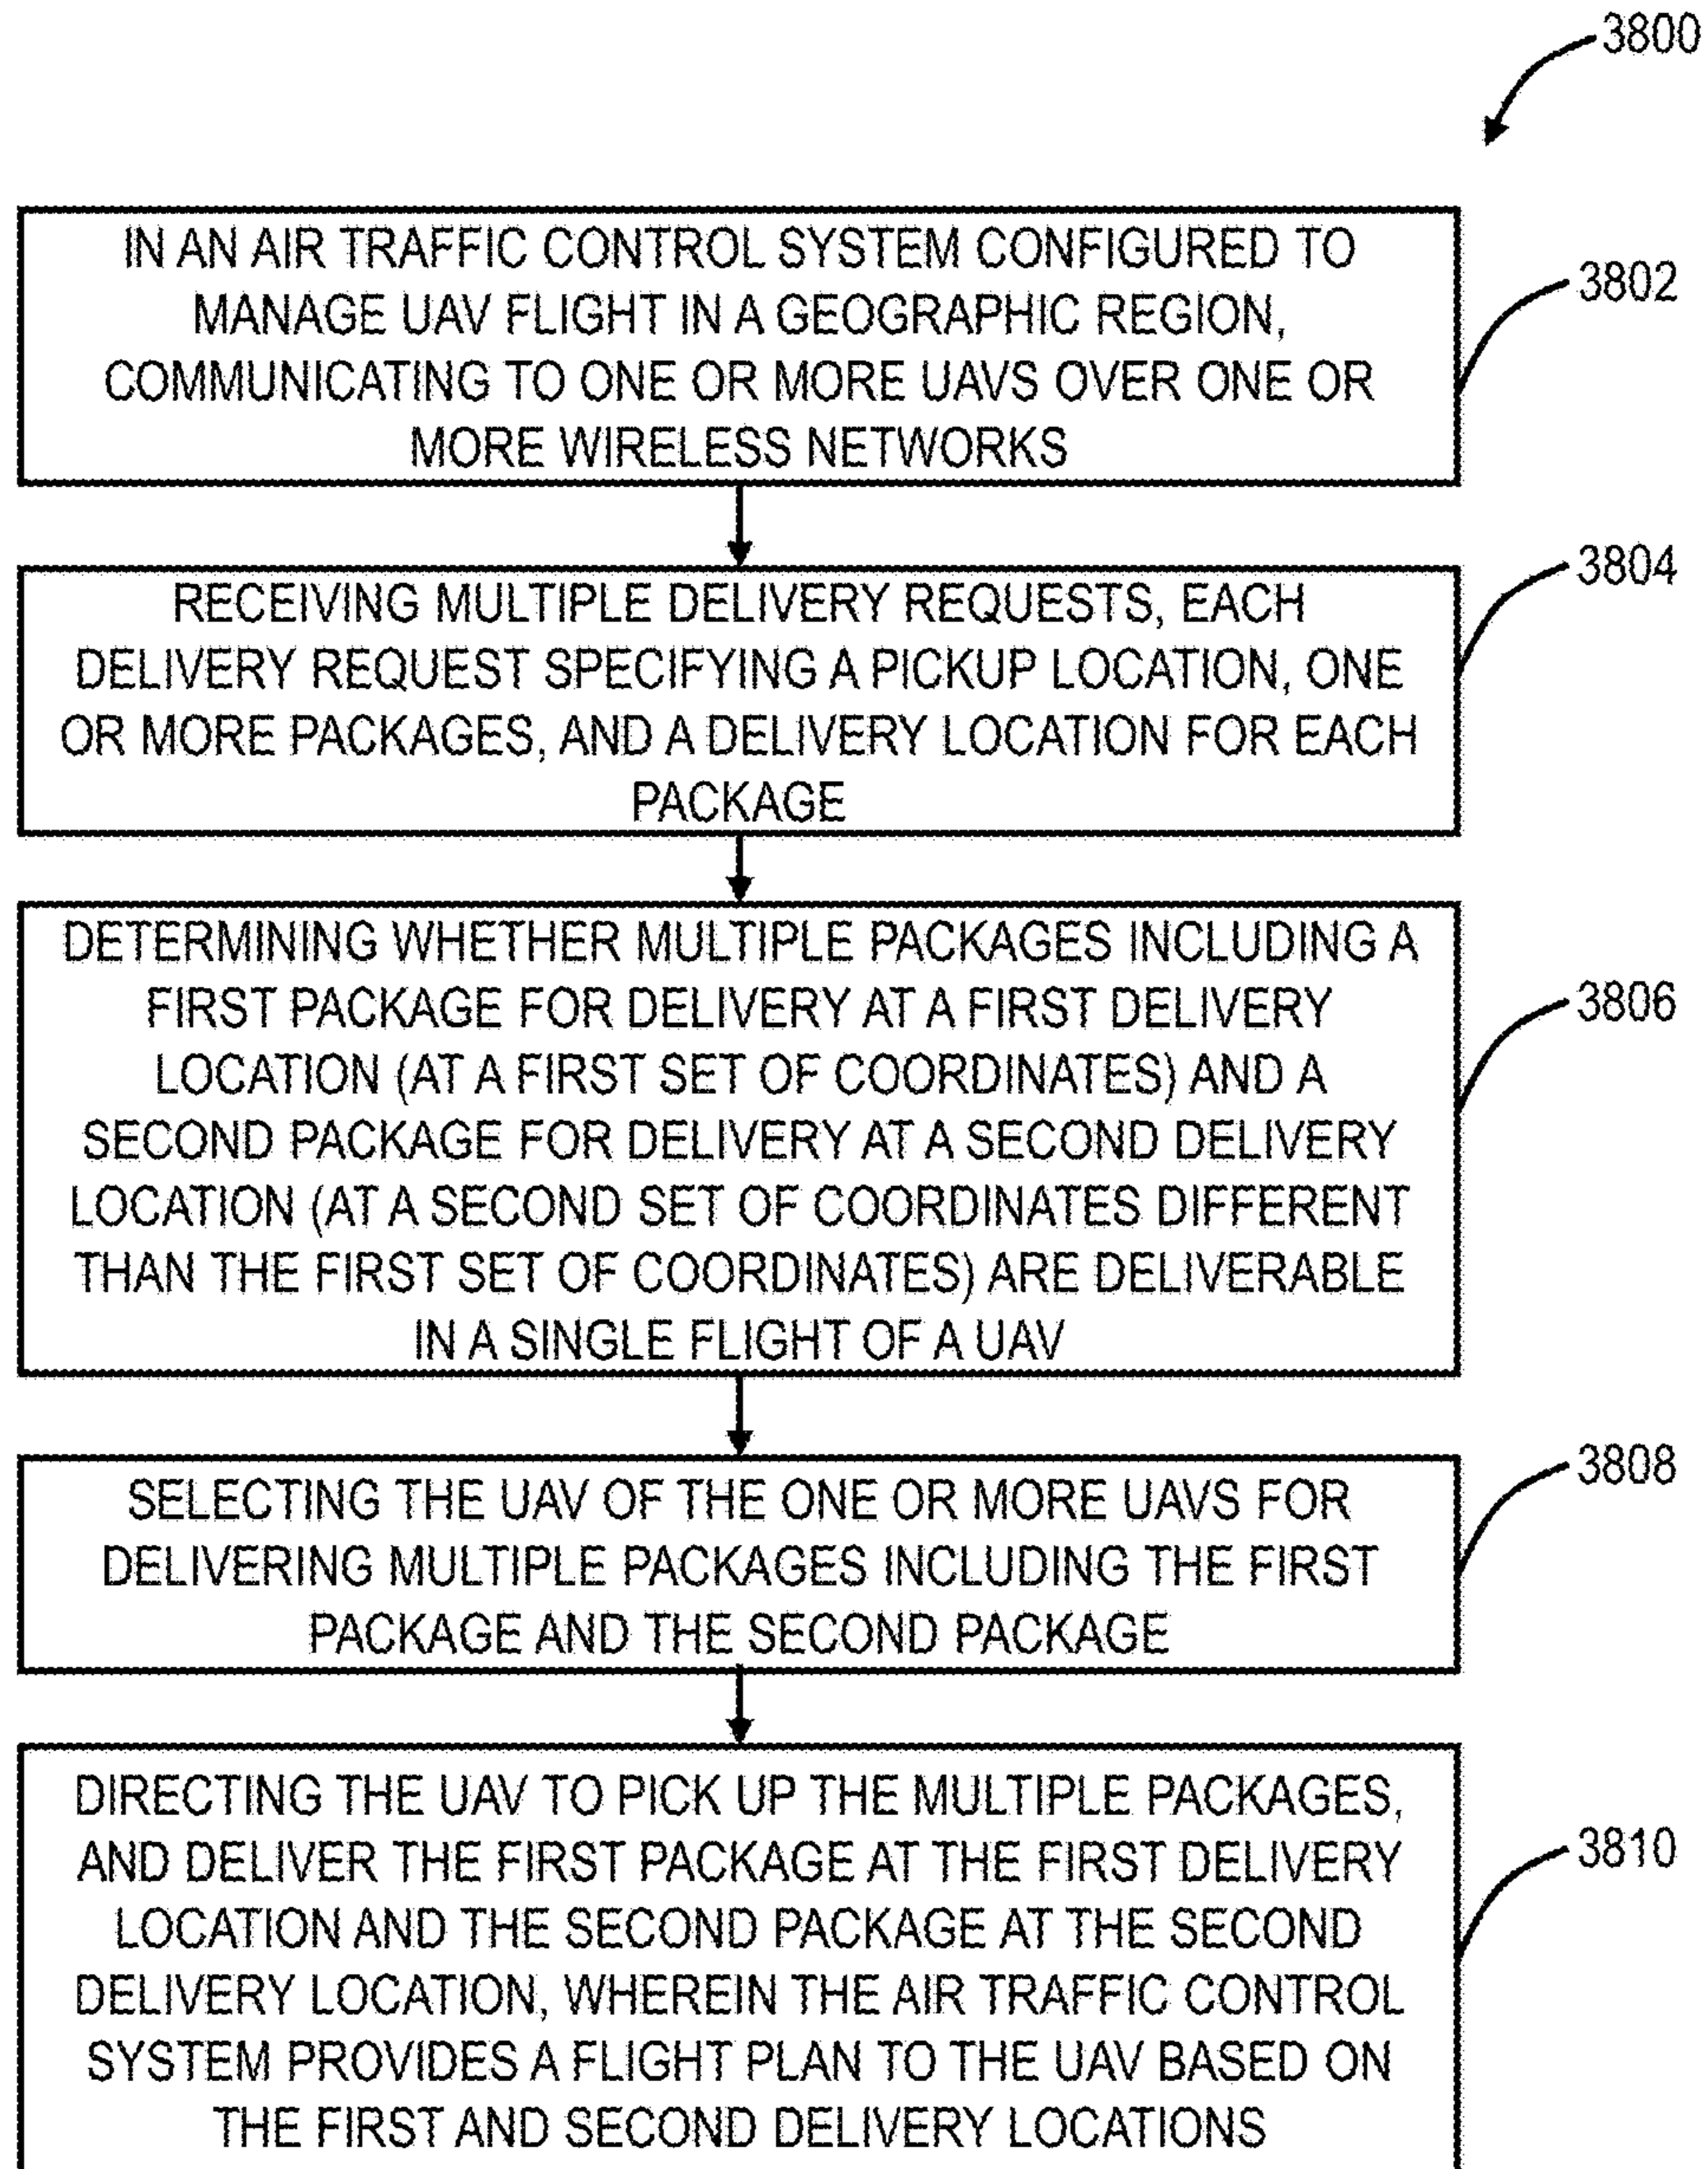 3800
IN AN AIR TRAFFIC CONTROL SYSTEM CONFIGURED TO
MANAGE UAV FLIGHT IN A GEOGRAPHIC REGION,
COMMUNICATING TO ONE OR MORE UAVS OVER ONE OR
MORE WIRELESS NETWORKS
3802
RECEIVING MULTIPLE DELIVERY REQUESTS, EACH
DELIVERY REQUEST SPECIFYING A PICKUP LOCATION, ONE
OR MORE PACKAGES, AND A DELIVERY LOCATION FOR EACH
PACKAGE
3804
DETERMINING WHETHER MULTIPLE PACKAGES INCLUDING A
FIRST PACKAGE FOR DELIVERY AT A FIRST DELIVERY
LOCATION (AT A FIRST SET OF COORDINATES) AND A
SECOND PACKAGE FOR DELIVERY AT A SECOND DELIVERY
LOCATION (AT A SECOND SET OF COORDINATES DIFFERENT
THAN THE FIRST SET OF COORDINATES) ARE DELIVERABLE
IN A SINGLE FLIGHT OF A UAV
3806
SELECTING THE UAV OF THE ONE OR MORE UAVS FOR
DELIVERING MULTIPLE PACKAGES INCLUDING THE FIRST
PACKAGE AND THE SECOND PACKAGE
3808
DIRECTING THE UAV TO PICK UP THE MULTIPLE PACKAGES,
AND DELIVER THE FIRST PACKAGE AT THE FIRST DELIVERY
LOCATION AND THE SECOND PACKAGE AT THE SECOND
DELIVERY LOCATION, WHEREIN THE AIR TRAFFIC CONTROL
SYSTEM PROVIDES A FLIGHT PLAN TO THE UAV BASED ON
THE FIRST AND SECOND DELIVERY LOCATIONS
3810